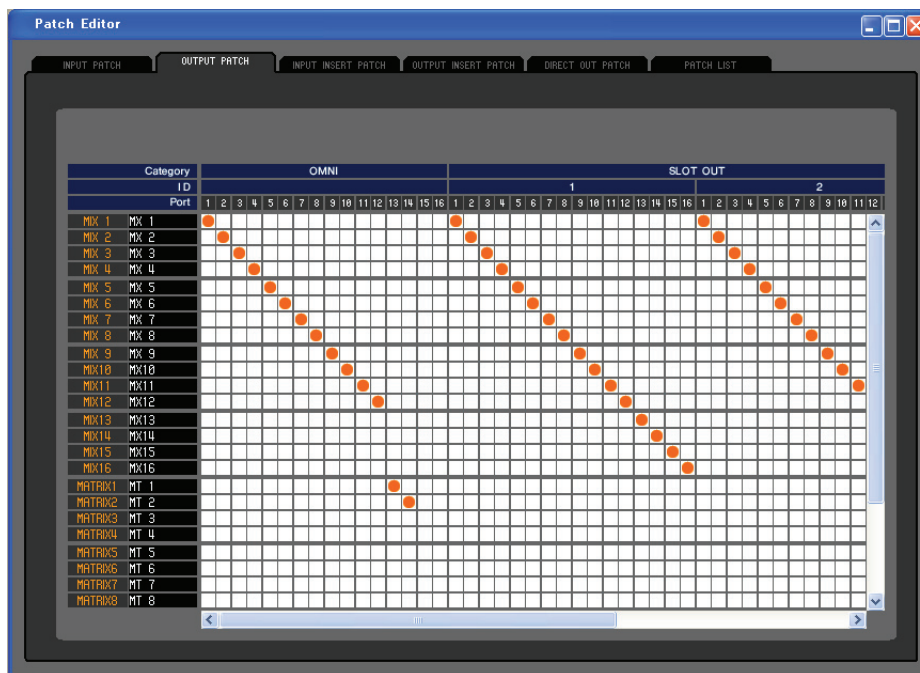 Patch Editor
INPUT PATCH OUTPUT PATCH INPUT INSERT PATCH OUTPUT INSERT PATCH DIRECT OUT PATCH PATCH LIST
Category OMNI SLOT OUT
ID 1 2
Port 1 2 3 4 5 6 7 8 9 10 11 12 13 14 15 16 1 2 3 4 5 6 7 8 9 10 11 12 13 14 15 16 1 2 3 4 5 6 7 8 9 10 11 12
MIX 1 MX 1
MIX 2 MX 2
MIX 3 MX 3
MIX 4 MX 4
MIX 5 MX 5
MIX 6 MX 6
MIX 7 MX 7
MIX 8 MX 8
MIX 9 MX 9
MIX10 MX10
MIX11 MX11
MIX12 MX12
MIX13 MX13
MIX14 MX14
MIX15 MX15
MIX16 MX16
MATRIX1 MT 1
MATRIX2 MT 2
MATRIX3 MT 3
MATRIX4 MT 4
MATRIX5 MT 5
MATRIX6 MT 6
MATRIX7 MT 7
MATRIX8 MT 8